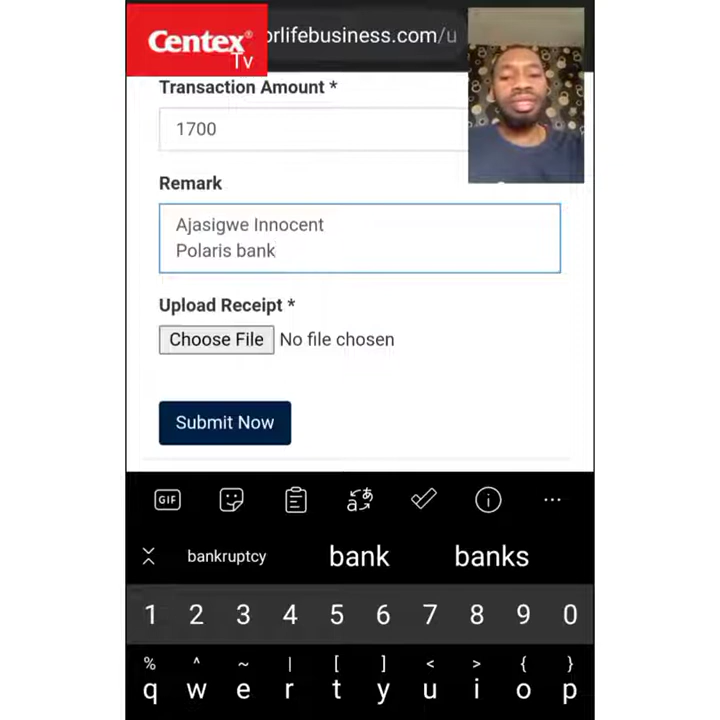 Centex®
Tv
orlifebusiness.com/u
Transaction Amount *
1700
Remark
Ajasigwe Innocent
Polaris bank
Upload Receipt *
Choose File No file chosen
Submit Now
GIF
bankruptcy bank banks
1 2 3 4 5 6 7 8 9 0
% ^ ~ | [ ] < > { }
q w e r t y u i o p